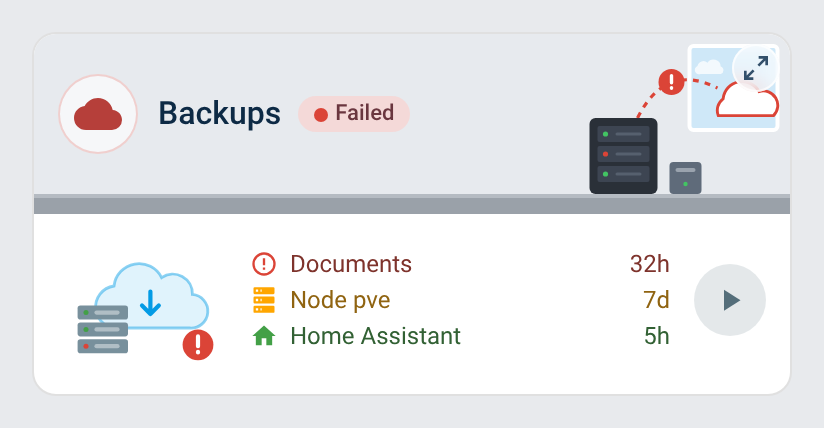 Backups
Failed
Documents 32h
Node pve 7d
Home Assistant 5h